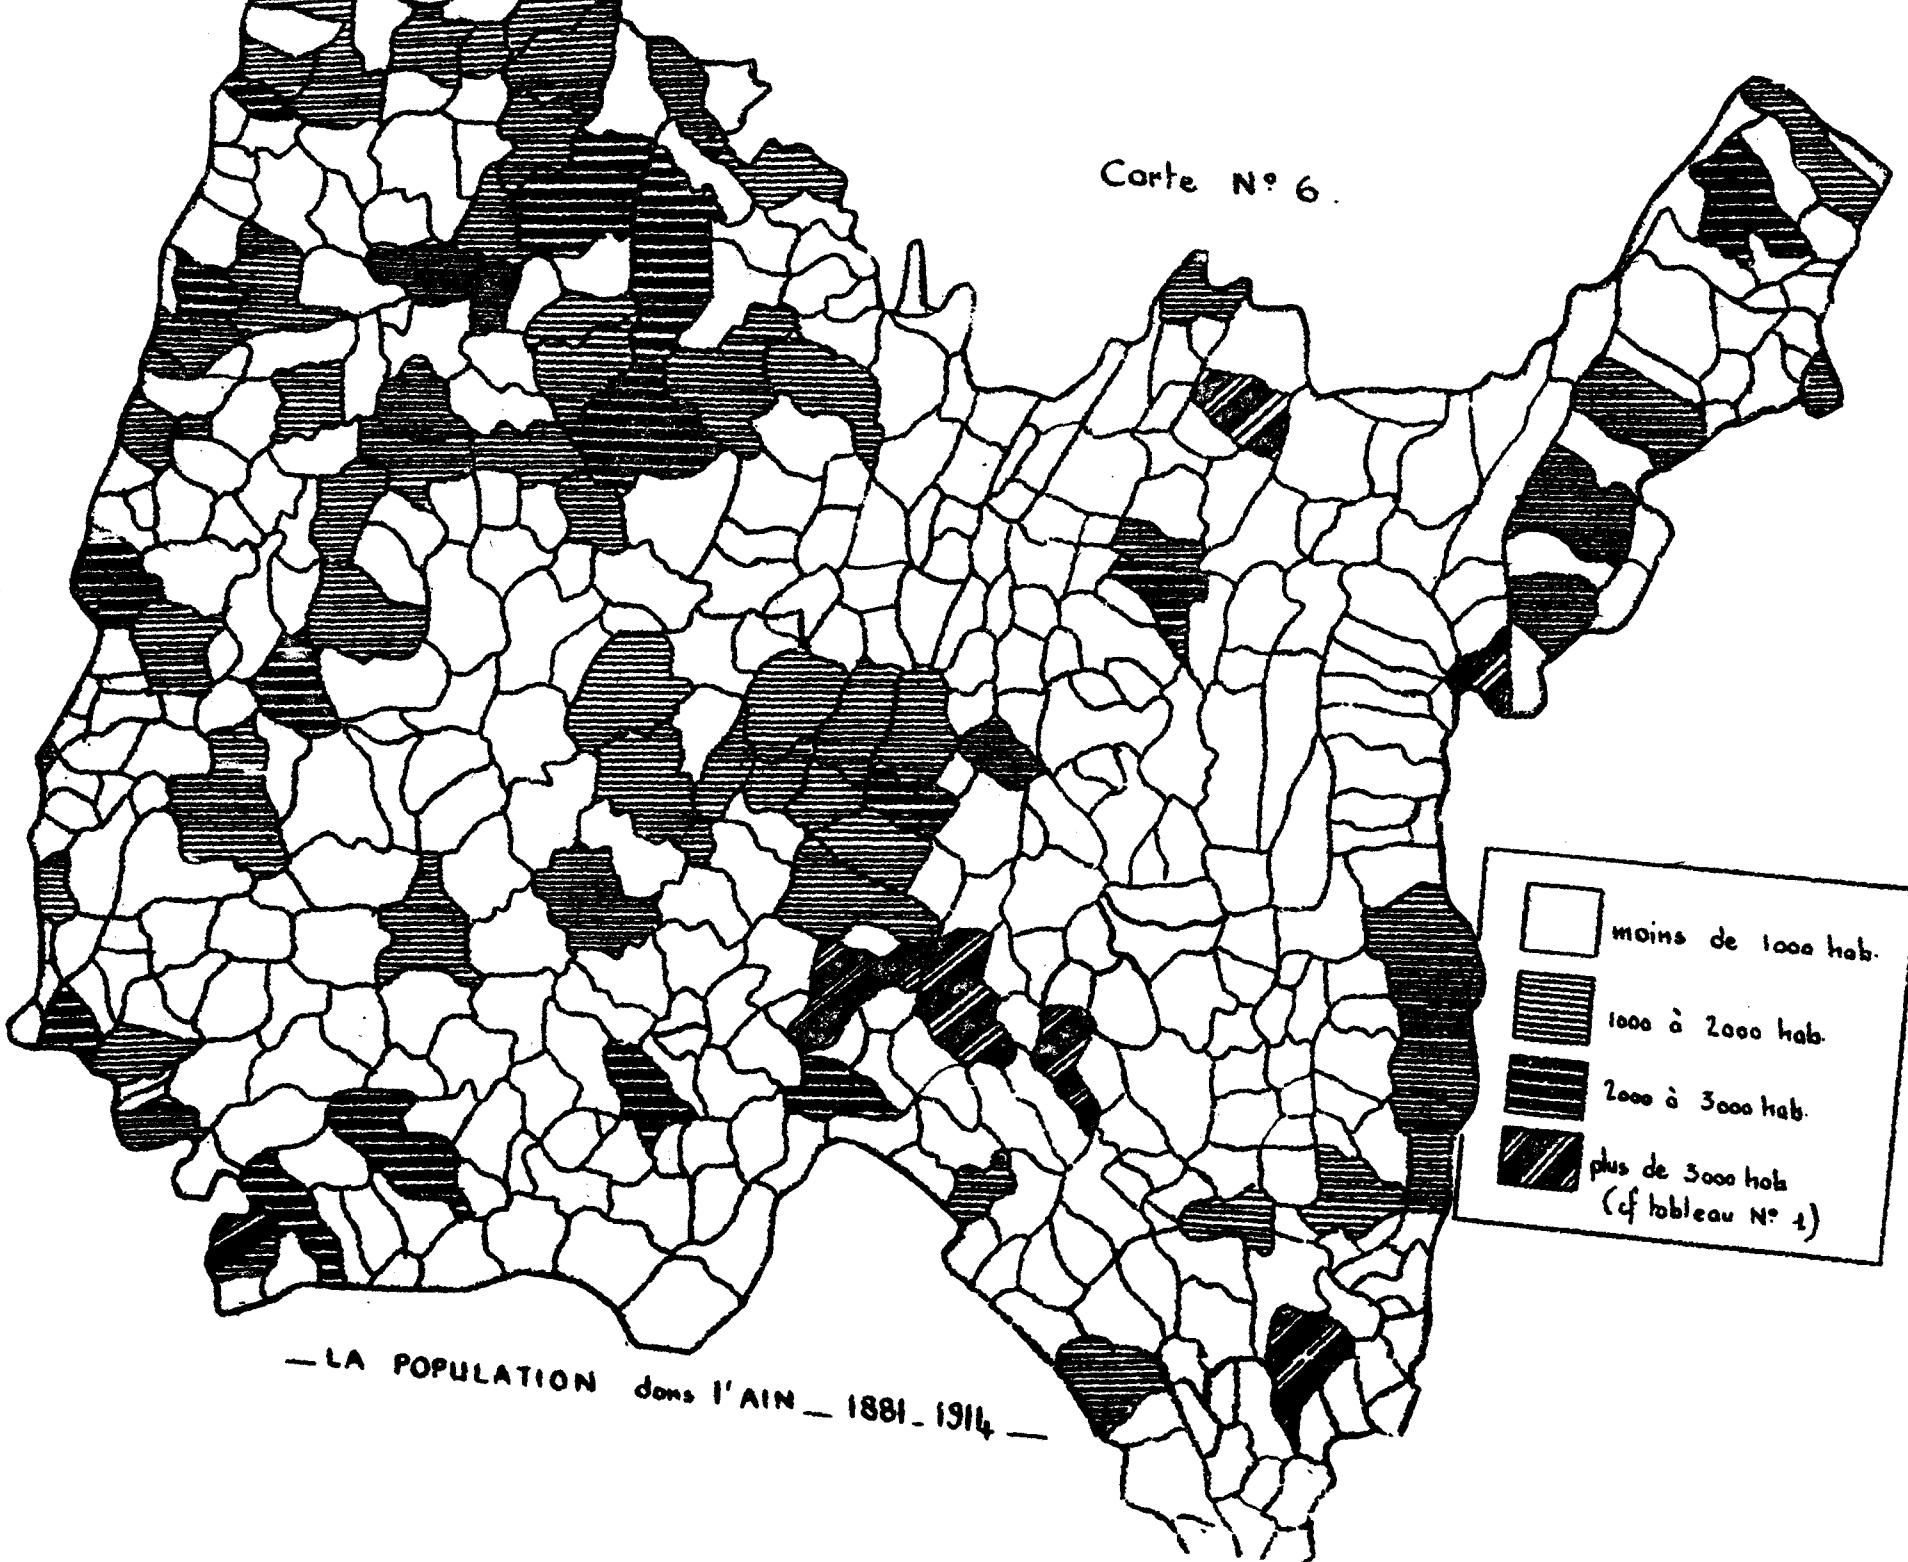 Carte N° 6.
moins de 1000 hab.
1000 à 2000 hab.
2000 à 3000 hab.
plus de 3000 hab
(cf tableau N° 1)
— LA POPULATION dans l'AIN — 1881 - 1914 —